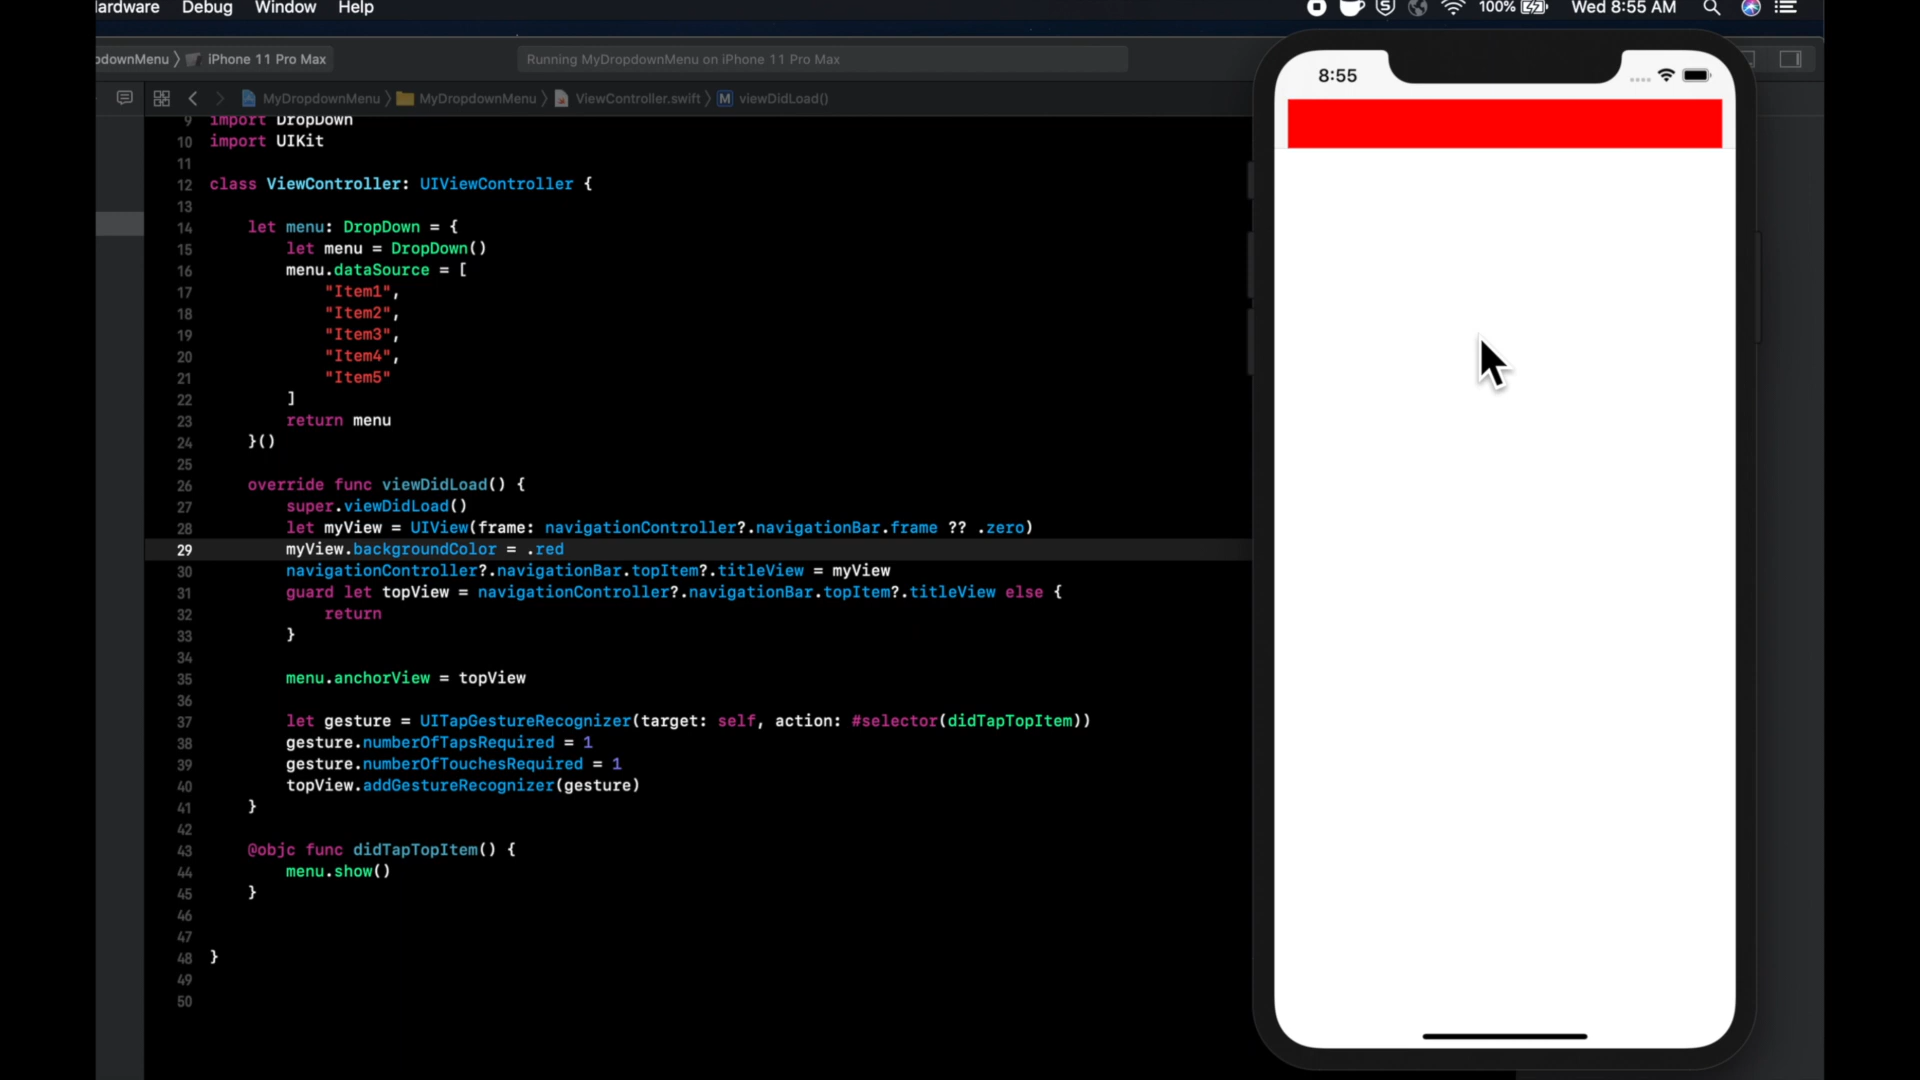 ardware Debug Window Help
100% Wed 8:55 AM
pdownMenu 〉 iPhone 11 Pro Max
Running MyDropdownMenu on iPhone 11 Pro Max
8:55
MyDropdownMenu 〉 MyDropdownMenu 〉 ViewController.swift 〉 M viewDidLoad()
9 import DropDown
10 import UIKit
11
12 class ViewController: UIViewController {
13
14 let menu: DropDown = {
15 let menu = DropDown()
16 menu.dataSource = [
17 "Item1",
18 "Item2",
19 "Item3",
20 "Item4",
21 "Item5"
22 ]
23 return menu
24 }()
25
26 override func viewDidLoad() {
27 super.viewDidLoad()
28 let myView = UIView(frame: navigationController?.navigationBar.frame ?? .zero)
29 myView.backgroundColor = .red
30 navigationController?.navigationBar.topItem?.titleView = myView
31 guard let topView = navigationController?.navigationBar.topItem?.titleView else {
32 return
33 }
34
35 menu.anchorView = topView
36
37 let gesture = UITapGestureRecognizer(target: self, action: #selector(didTapTopItem))
38 gesture.numberOfTapsRequired = 1
39 gesture.numberOfTouchesRequired = 1
40 topView.addGestureRecognizer(gesture)
41 }
42
43 @objc func didTapTopItem() {
44 menu.show()
45 }
46
47
48 }
49
50